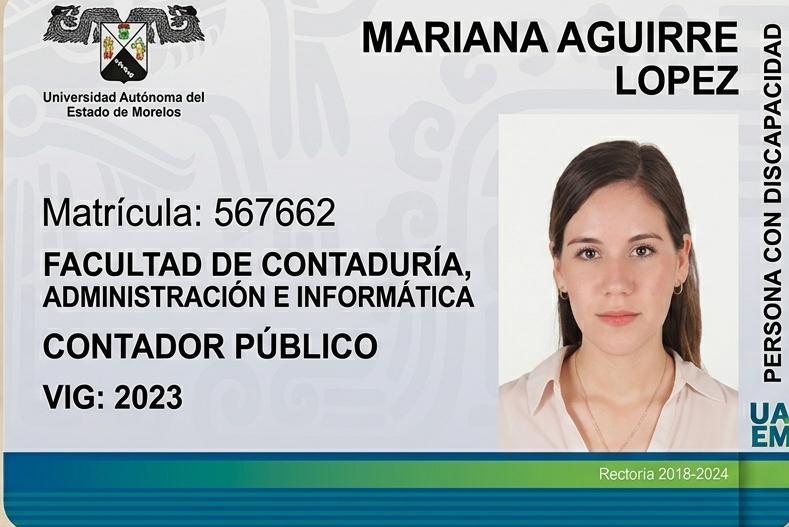 Universidad Autónoma del
Estado de Morelos
MARIANA AGUIRRE
LOPEZ
Matrícula: 567662
FACULTAD DE CONTADURÍA,
ADMINISTRACIÓN E INFORMÁTICA
CONTADOR PÚBLICO
VIG: 2023
PERSONA CON DISCAPACIDAD
UA
EM
Rectoria 2018-2024